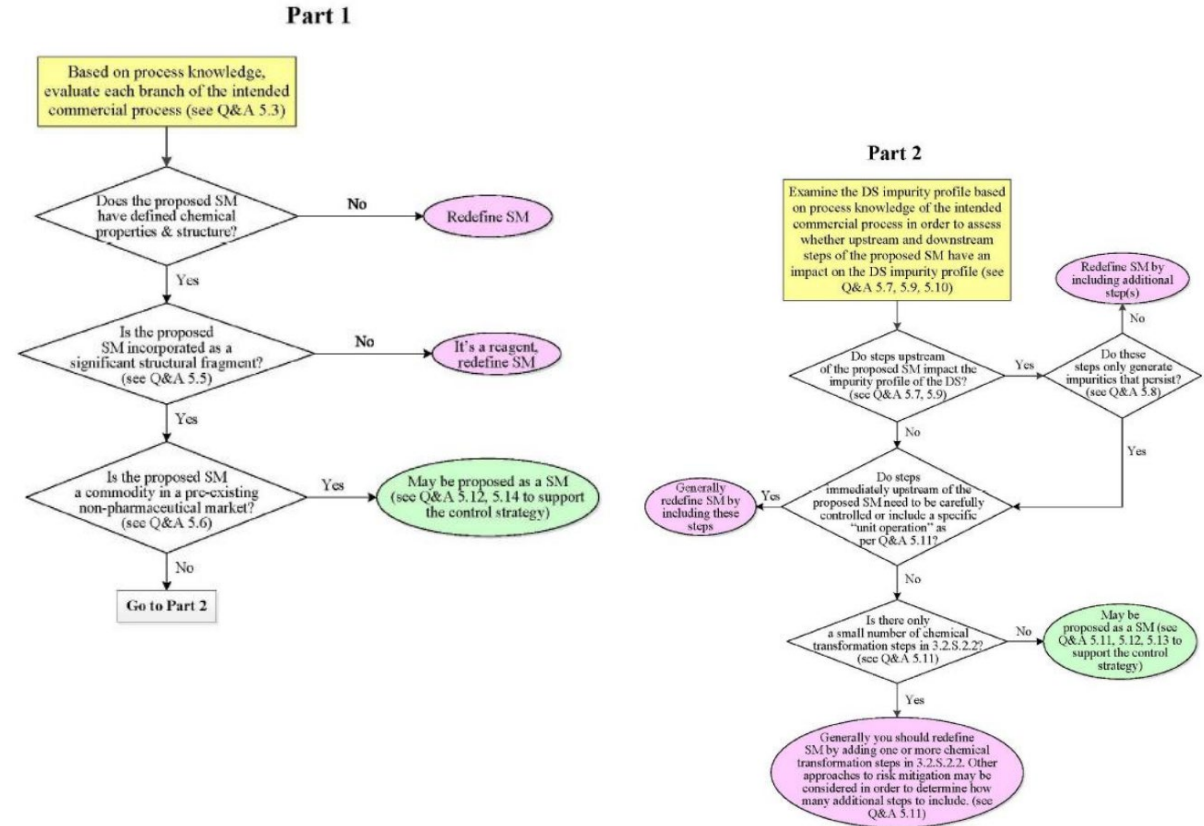 Part 1
Based on process knowledge,
evaluate each branch of the intended
commercial process (see Q&A 5.3)
Does the proposed SM
have defined chemical
properties & structure?
No
Redefine SM
Yes
Is the proposed
SM incorporated as a
significant structural fragment?
(see Q&A 5.5)
No
It's a reagent,
redefine SM
Yes
Is the proposed SM
a commodity in a pre-existing
non-pharmaceutical market?
(see Q&A 5.6)
Yes
May be proposed as a SM
(see Q&A 5.12, 5.14 to support
the control strategy)
No
Go to Part 2
Part 2
Examine the DS impurity profile based
on process knowledge of the intended
commercial process in order to assess
whether upstream and downstream
steps of the proposed SM have an
impact on the DS impurity profile (see
Q&A 5.7, 5.9, 5.10)
Redefine SM by
including additional
step(s)
No
Do steps upstream
of the proposed SM impact the
impurity profile of the DS?
(see Q&A 5.7, 5.9)
Yes
Do these
steps only generate
impurities that persist?
(see Q&A 5.8)
No
Yes
Do steps
immediately upstream of the
proposed SM need to be carefully
controlled or include a specific
"unit operation" as
per Q&A 5.11?
Yes
Generally
redefine SM by
including these
steps
No
Is there only
a small number of chemical
transformation steps in 3.2.S.2.2?
(see Q&A 5.11)
No
May be
proposed as a SM (see
Q&A 5.11, 5.12, 5.13 to
support the control
strategy)
Yes
Generally you should redefine
SM by adding one or more chemical
transformation steps in 3.2.S.2.2. Other
approaches to risk mitigation may be
considered in order to determine how
many additional steps to include. (see
Q&A 5.11)